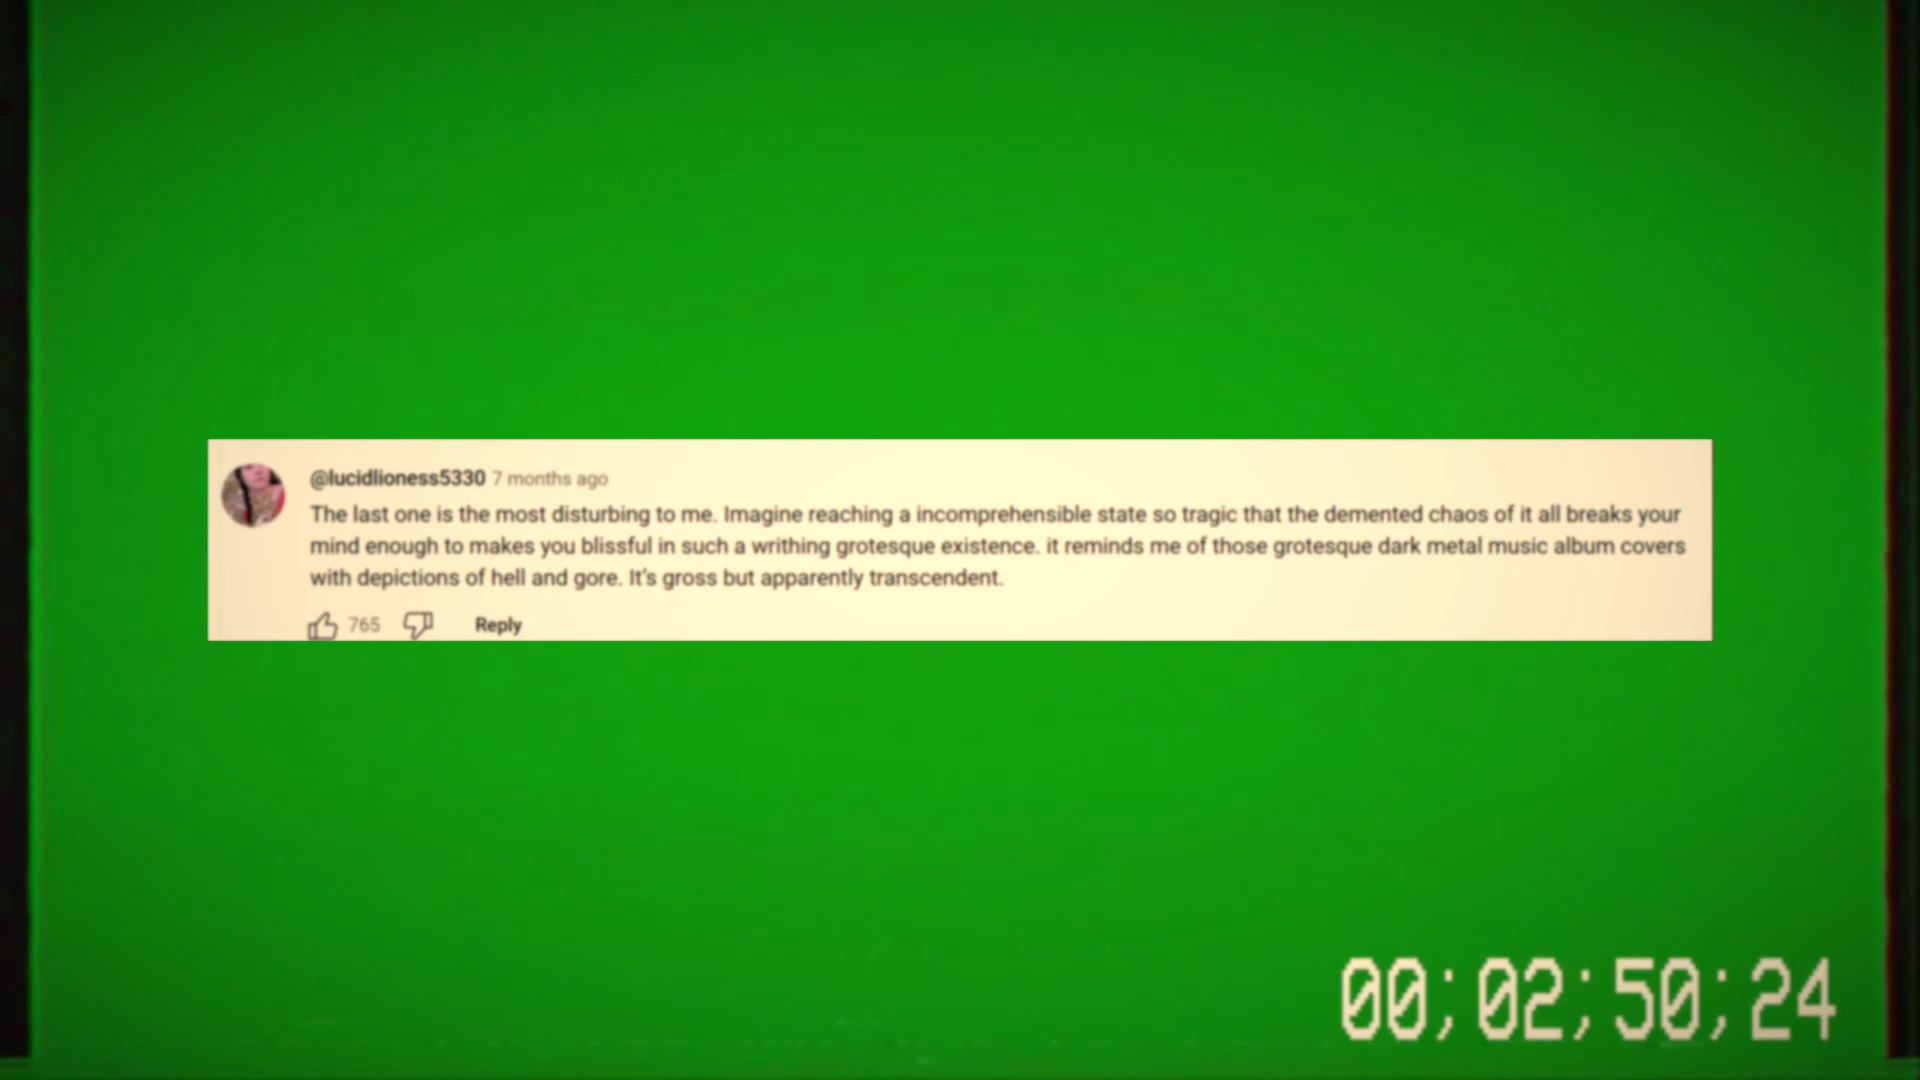 @lucidlioness5330 7 months ago
The last one is the most disturbing to me. Imagine reaching a incomprehensible state so tragic that the demented chaos of it all breaks your
mind enough to makes you blissful in such a writhing grotesque existence. it reminds me of those grotesque dark metal music album covers
with depictions of hell and gore. It's gross but apparently transcendent.
765 Reply
00;02;50;24